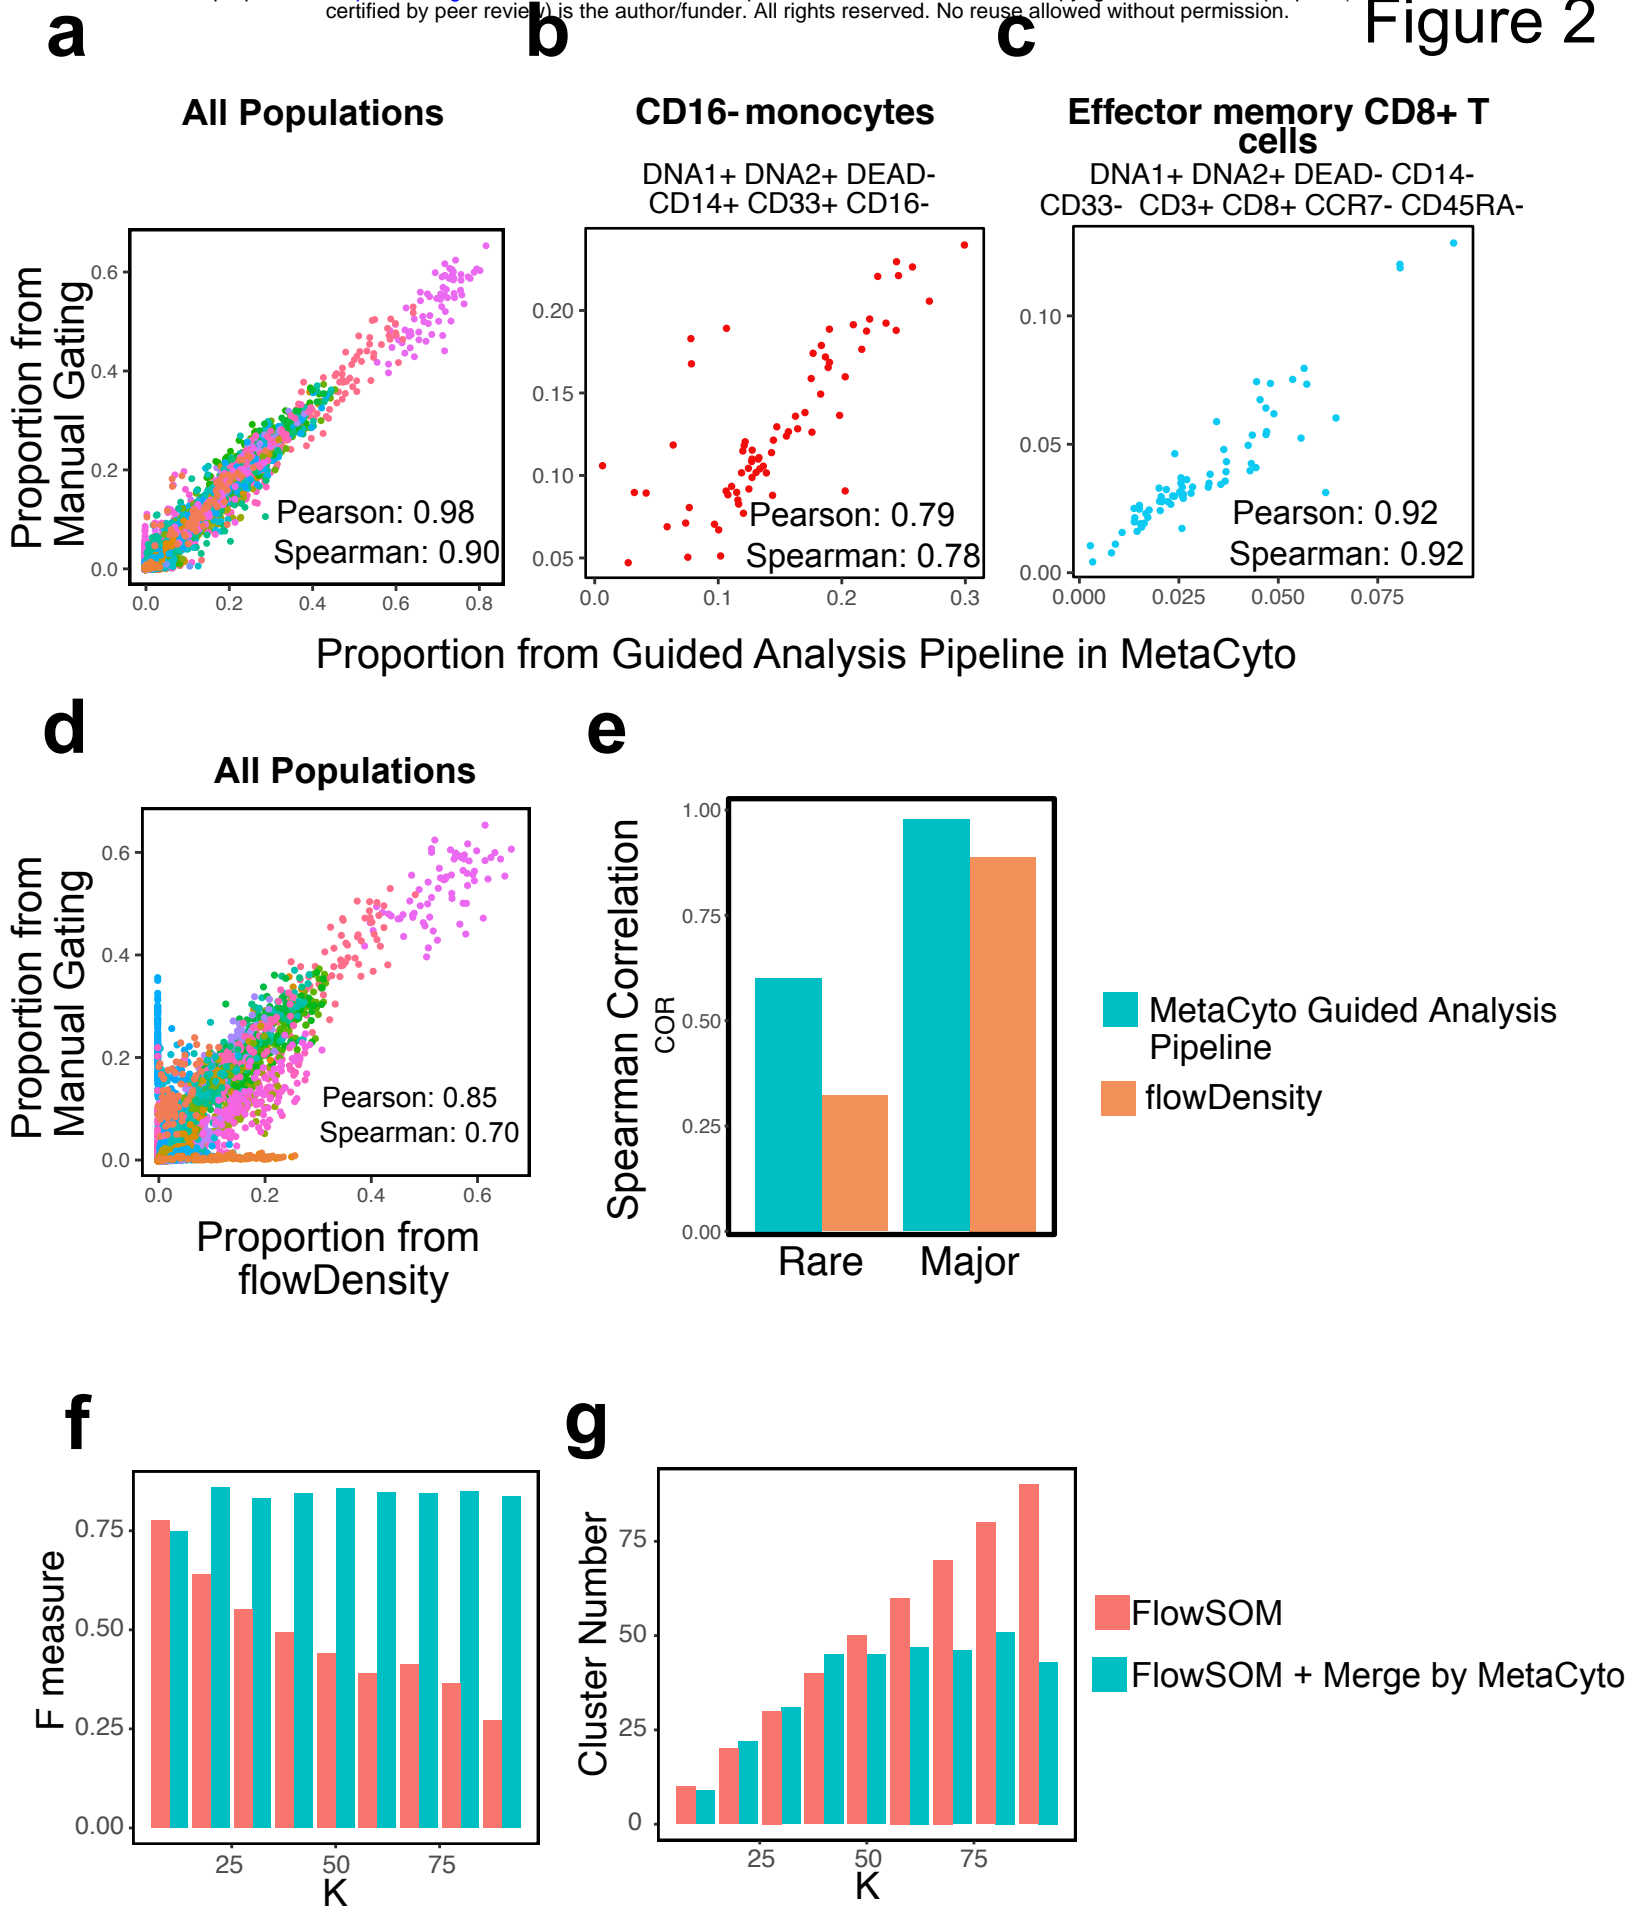 certified by peer review) is the author/funder. All rights reserved. No reuse allowed without permission.
Figure 2
a
b
c
All Populations
CD16- monocytes
DNA1+ DNA2+ DEAD-
CD14+ CD33+ CD16-
Effector memory CD8+ T
cells
DNA1+ DNA2+ DEAD- CD14-
CD33- CD3+ CD8+ CCR7- CD45RA-
Proportion from
Manual Gating
0.6
0.4
0.2
0.0
0.0 0.2 0.4 0.6 0.8
Pearson: 0.98
Spearman: 0.90
0.20
0.15
0.10
0.05
0.0 0.1 0.2 0.3
Pearson: 0.79
Spearman: 0.78
0.10
0.05
0.00
0.000 0.025 0.050 0.075
Pearson: 0.92
Spearman: 0.92
Proportion from Guided Analysis Pipeline in MetaCyto
d
All Populations
Proportion from
Manual Gating
0.6
0.4
0.2
0.0
0.0 0.2 0.4 0.6
Pearson: 0.85
Spearman: 0.70
Proportion from
flowDensity
e
Spearman Correlation
COR
1.00
0.75
0.50
0.25
0.00
Rare Major
MetaCyto Guided Analysis
Pipeline
flowDensity
f
F measure
0.75
0.50
0.25
0.00
25 50 75
K
g
Cluster Number
75
50
25
0
25 50 75
K
FlowSOM
FlowSOM + Merge by MetaCyto